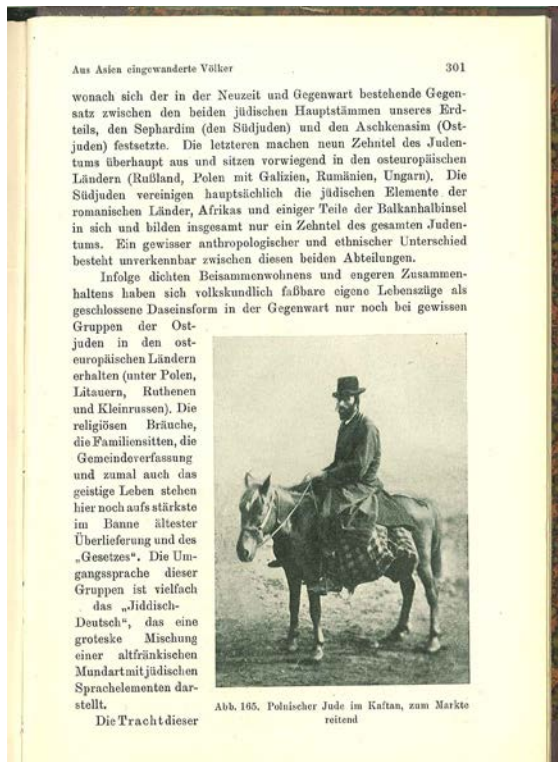 Aus Asien eingewanderte Völker 301
wonach sich der in der Neuzeit und Gegenwart bestehende Gegen-
satz zwischen den beiden jüdischen Hauptstämmen unseres Erd-
teils, den Sephardim (den Südjuden) und den Aschkenasim (Ost-
juden) festsetzte. Die letzteren machen neun Zehntel des Juden-
tums überhaupt aus und sitzen vorwiegend in den osteuropäischen
Ländern (Rußland, Polen mit Galizien, Rumänien, Ungarn). Die
Südjuden vereinigen hauptsächlich die jüdischen Elemente der
romanischen Länder, Afrikas und einiger Teile der Balkanhalbinsel
in sich und bilden insgesamt nur ein Zehntel des gesamten Juden-
tums. Ein gewisser anthropologischer und ethnischer Unterschied
besteht unverkennbar zwischen diesen beiden Abteilungen.
Infolge dichten Beisammenwohnens und engeren Zusammen-
haltens haben sich volkskundlich faßbare eigene Lebenszüge als
geschlossene Daseinsform in der Gegenwart nur noch bei gewissen
Gruppen der Ost-
juden in den ost-
europäischen Ländern
erhalten (unter Polen,
Litauern, Ruthenen
und Kleinrussen). Die
religiösen Bräuche,
die Familiensitten, die
Gemeindeverfassung
und zumal auch das
geistige Leben stehen
hier noch aufs stärkste
im Banne ältester
Überlieferung und des
„Gesetzes“. Die Um-
gangssprache dieser
Gruppen ist vielfach
das „Jiddisch-
Deutsch“, das eine
groteske Mischung
einer altfränkischen
Mundart mit jüdischen
Sprachelementen dar-
stellt.
Die Tracht dieser
Abb. 165. Polnischer Jude im Kaftan, zum Markte
reitend